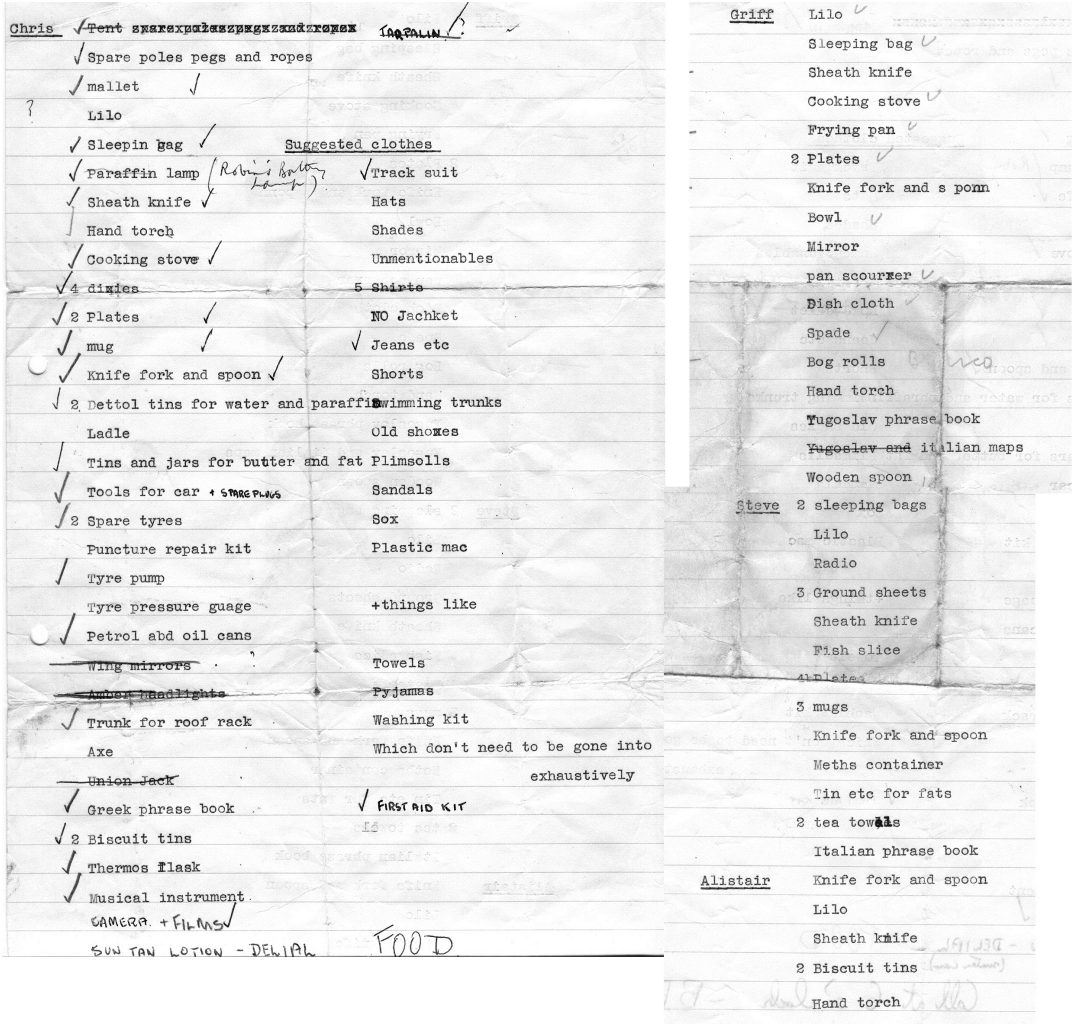 Chris Tent spare poles pegs and ropes TARPALIN ?
Spare poles pegs and ropes
mallet
? Lilo
Sleepin bag
Suggested clothes
Paraffin lamp (Robin's Battery Lamp)
Track suit
Sheath knife
Hats
Hand torch
Shades
Cooking stove
Unmentionables
4 dixies
5 Shirts
2 Plates
NO Jachket
mug
Jeans etc
Knife fork and spoon
Shorts
2 Dettol tins for water and paraffin
swimming trunks
Ladle
Old shoxes
Tins and jars for butter and fat
Plimsolls
Tools for car + SPARE PLUGS
Sandals
2 Spare tyres
Sox
Puncture repair kit
Plastic mac
Tyre pump
Tyre pressure guage
+things like
Petrol abd oil cans
Wing mirrors ?
Towels
Amber headlights
Pyjamas
Trunk for roof rack
Washing kit
Axe
Which don't need to be gone into
exhaustively
Union Jack
Greek phrase book
FIRST AID KIT
2 Biscuit tins
Thermos flask
Musical instrument
CAMERA. + FILMS
SUN TAN LOTION - DELIAL
FOOD
Griff Lilo
Sleeping bag
Sheath knife
Cooking stove
Frying pan
2 Plates
Knife fork and s ponn
Bowl
Mirror
pan scourxer
Dish cloth
Spade
Bog rolls
Hand torch
Yugoslav phrase book
Yugoslav and italian maps
Wooden spoon
Steve 2 sleeping bags
Lilo
Radio
3 Ground sheets
Sheath knife
Fish slice
4 Plates
3 mugs
Knife fork and spoon
Meths container
Tin etc for fats
2 tea towels
Italian phrase book
Alistair Knife fork and spoon
Lilo
Sheath knife
2 Biscuit tins
Hand torch